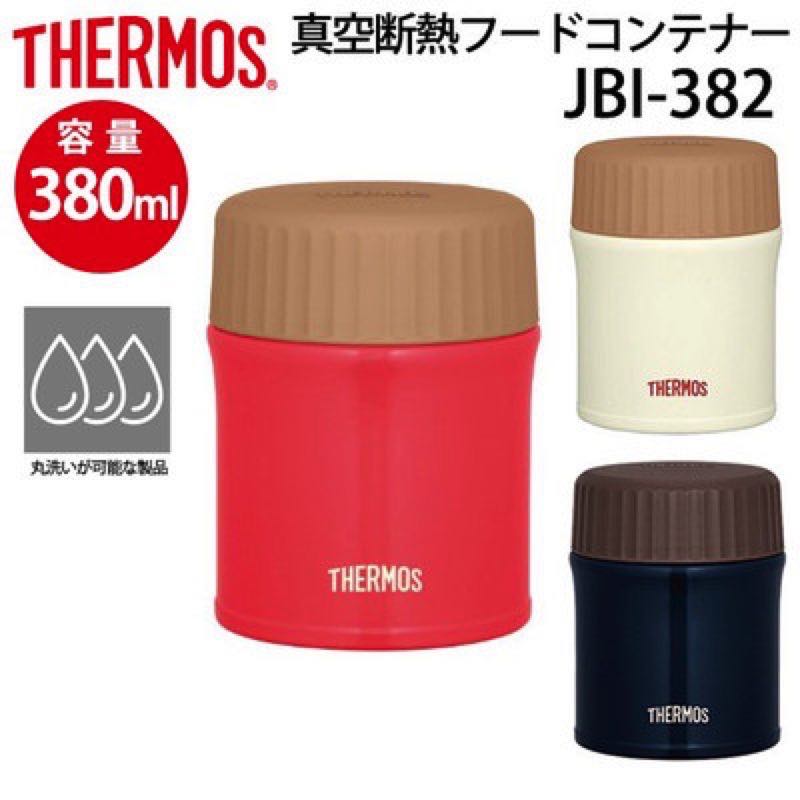 THERMOS®
真空断熱フードコンテナー
JBI-382
容量
380ml
丸洗いが可能な製品
THERMOS
THERMOS
THERMOS